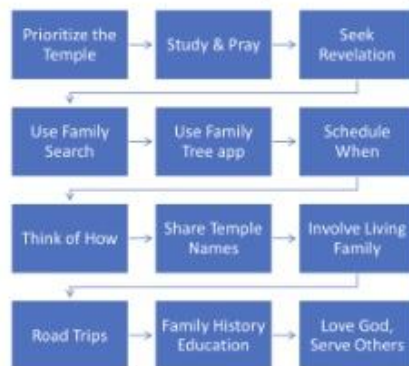 Prioritize the
Temple
Study & Pray
Seek
Revelation
Use Family
Search
Use Family
Tree app
Schedule
When
Think of How
Share Temple
Names
Involve Living
Family
Road Trips
Family History
Education
Love God,
Serve Others